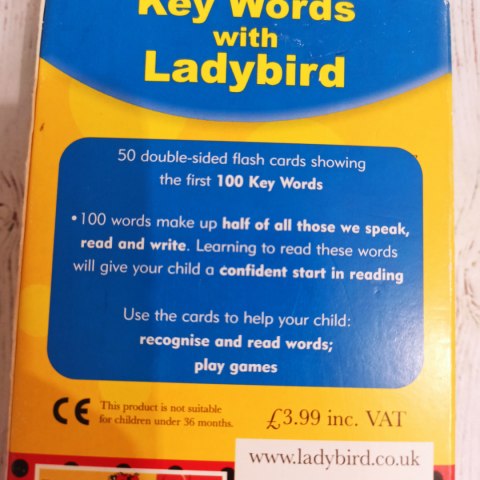 Key Words
with
Ladybird
50 double-sided flash cards showing
the first 100 Key Words
•100 words make up half of all those we speak,
read and write. Learning to read these words
will give your child a confident start in reading
Use the cards to help your child:
recognise and read words;
play games
CE This product is not suitable
for children under 36 months.
£3.99 inc. VAT
www.ladybird.co.uk